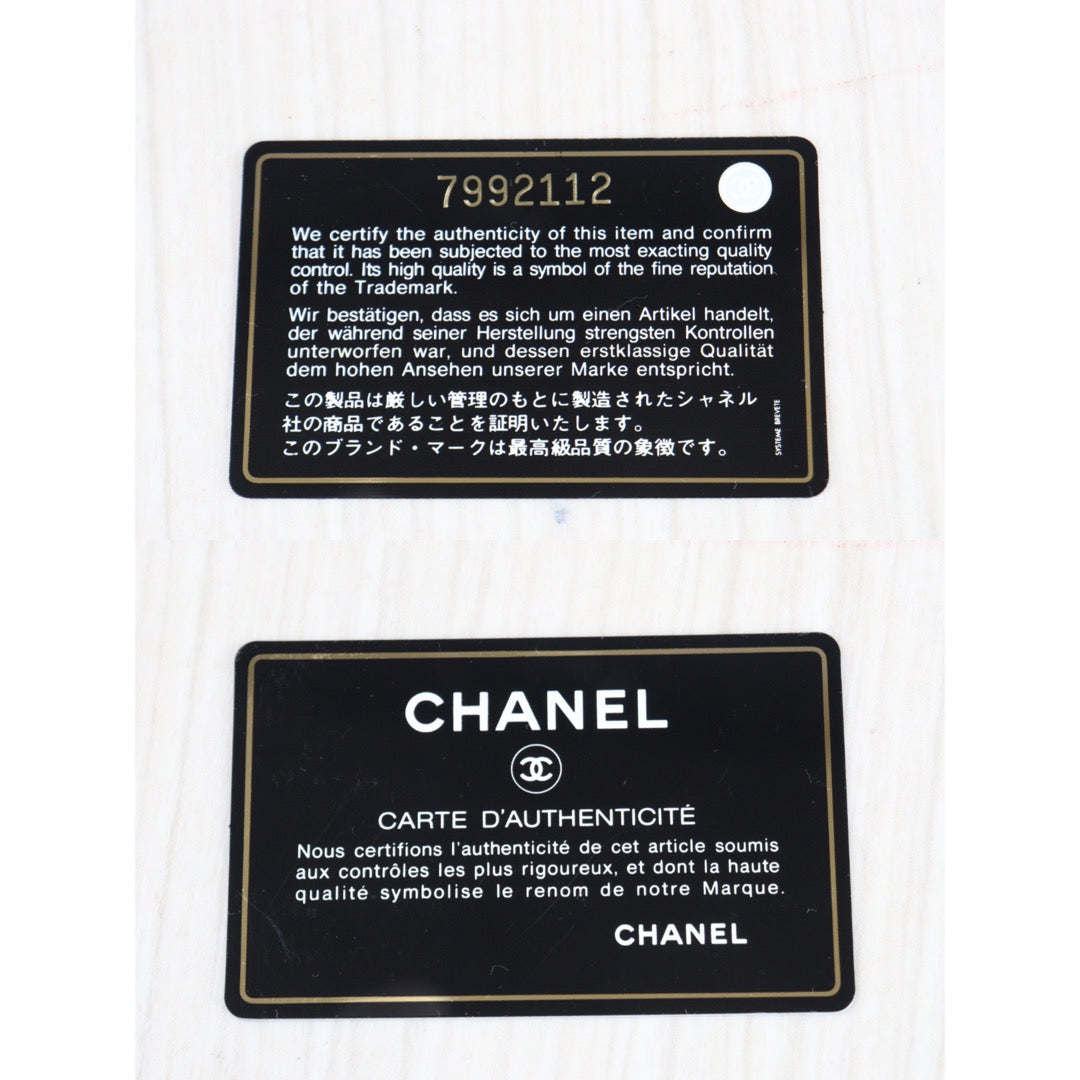 7992112
We certify the authenticity of this item and confirm
that it has been subjected to the most exacting quality
control. Its high quality is a symbol of the fine reputation
of the Trademark.
Wir bestätigen, dass es sich um einen Artikel handelt,
der während seiner Herstellung strengsten Kontrollen
unterworfen war, und dessen erstklassige Qualität
dem hohen Ansehen unserer Marke entspricht.
この製品は厳しい管理のもとに製造されたシャネル
社の商品であることを証明いたします。
このブランド・マークは最高級品質の象徴です。
SYSTEME BREVETE
CHANEL
CARTE D'AUTHENTICITÉ
Nous certifions l'authenticité de cet article soumis
aux contrôles les plus rigoureux, et dont la haute
qualité symbolise le renom de notre Marque.
CHANEL